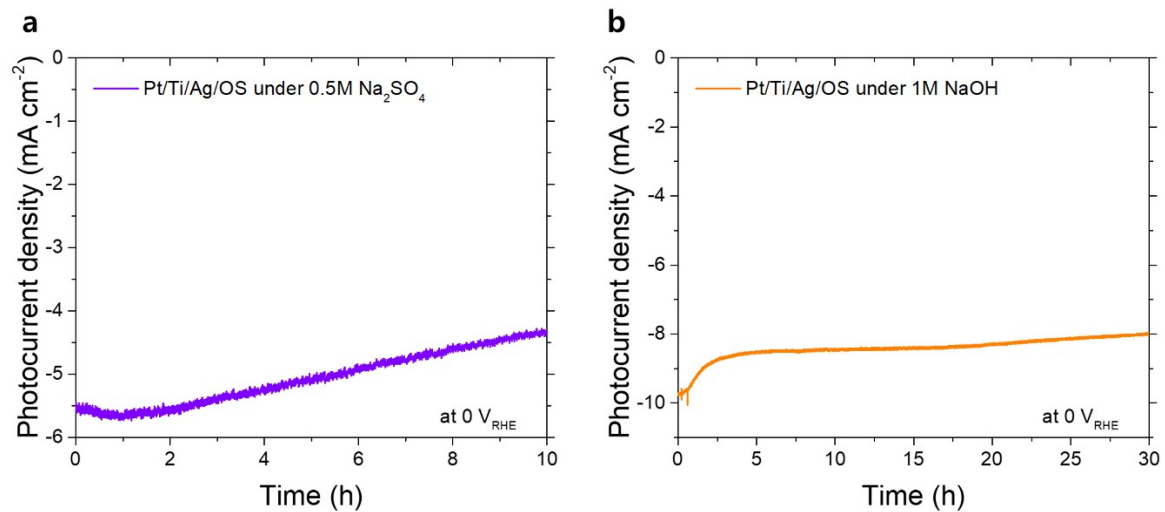 a
Pt/Ti/Ag/OS under 0.5M Na₂SO₄
Photocurrent density (mA cm⁻²)
0
-1
-2
-3
-4
-5
-6
at 0 V_RHE
0 2 4 6 8 10
Time (h)
b
Pt/Ti/Ag/OS under 1M NaOH
Photocurrent density (mA cm⁻²)
0
-2
-4
-6
-8
-10
at 0 V_RHE
0 5 10 15 20 25 30
Time (h)